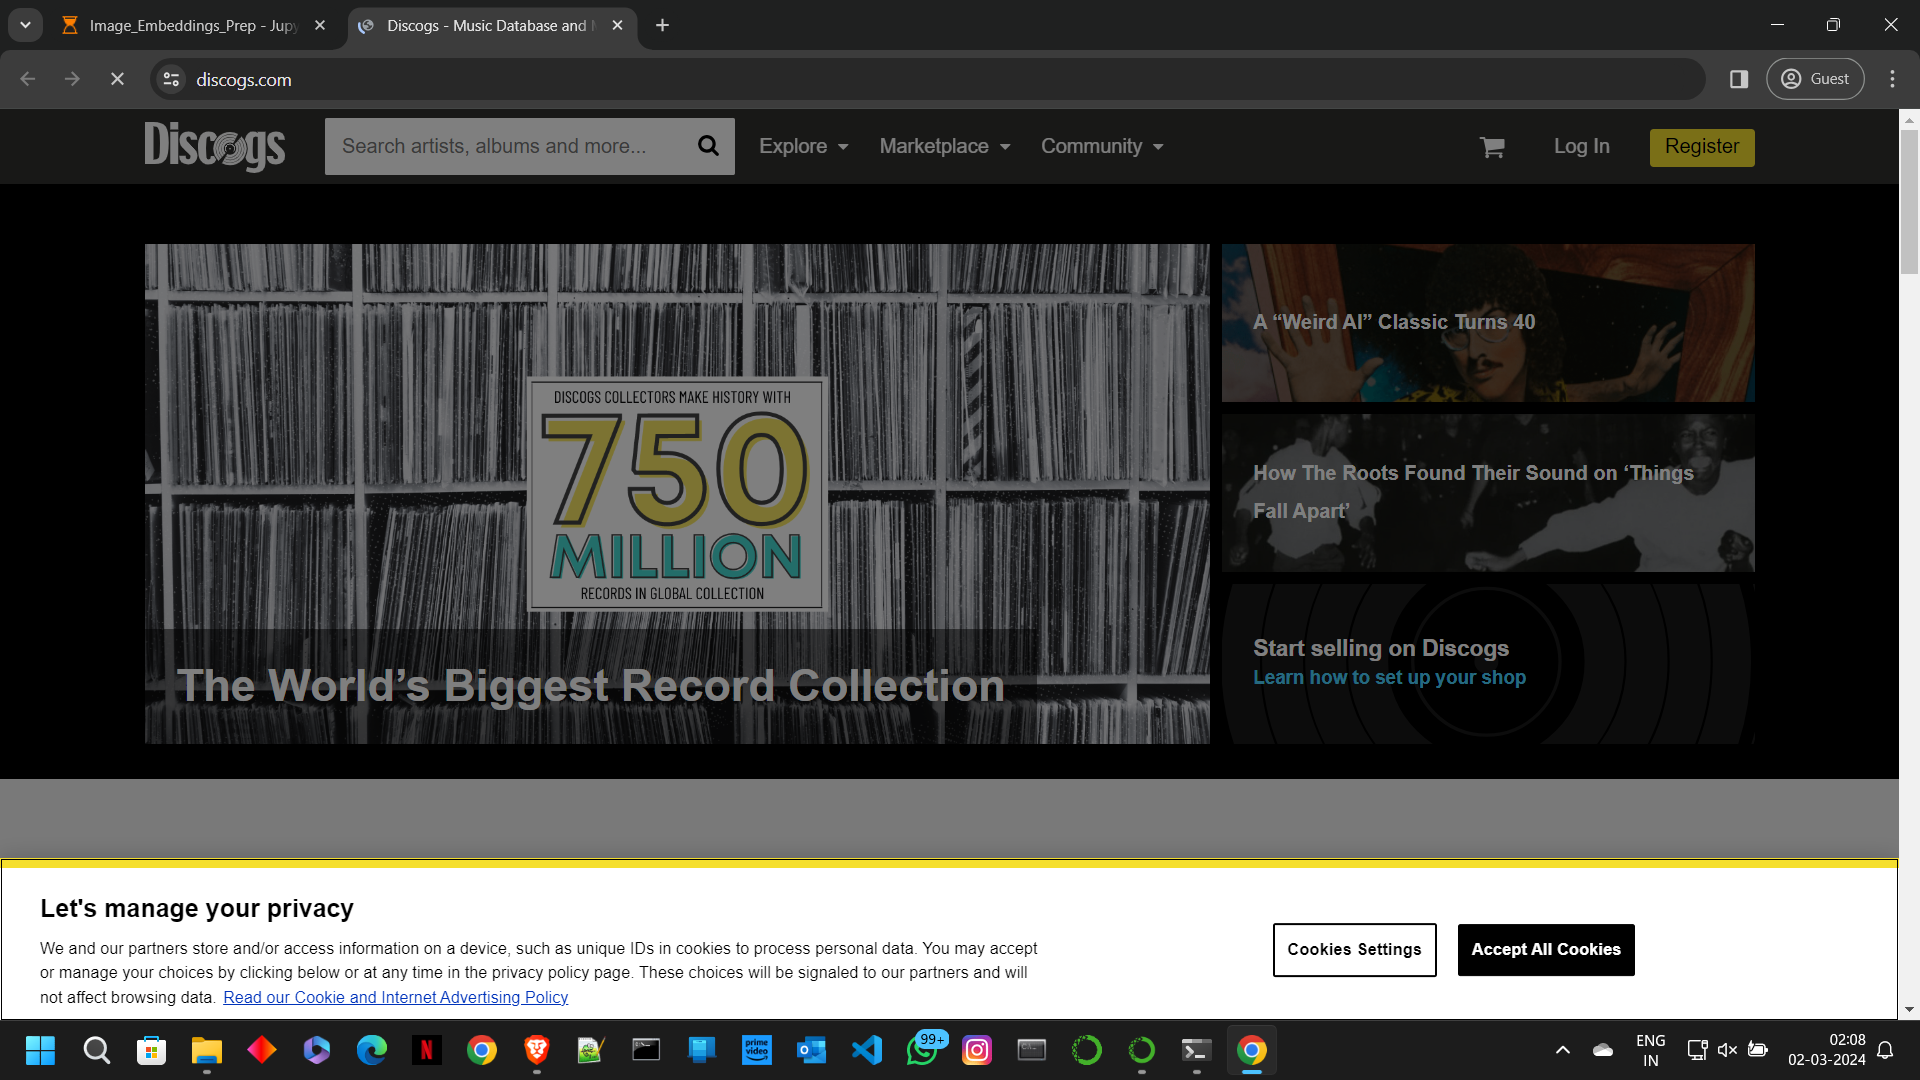 Image_Embeddings_Prep - Jupy
Discogs - Music Database and M
discogs.com
Guest
Discogs
Search artists, albums and more...
Explore
Marketplace
Community
Log In
Register
DISCOGS COLLECTORS MAKE HISTORY WITH
750
MILLION
RECORDS IN GLOBAL COLLECTION
The World’s Biggest Record Collection
A “Weird Al” Classic Turns 40
How The Roots Found Their Sound on ‘Things
Fall Apart’
Start selling on Discogs
Learn how to set up your shop
Let's manage your privacy
We and our partners store and/or access information on a device, such as unique IDs in cookies to process personal data. You may accept
or manage your choices by clicking below or at any time in the privacy policy page. These choices will be signaled to our partners and will
not affect browsing data. Read our Cookie and Internet Advertising Policy
Cookies Settings
Accept All Cookies
N
prime
video
99+
ENG
IN
02:08
02-03-2024